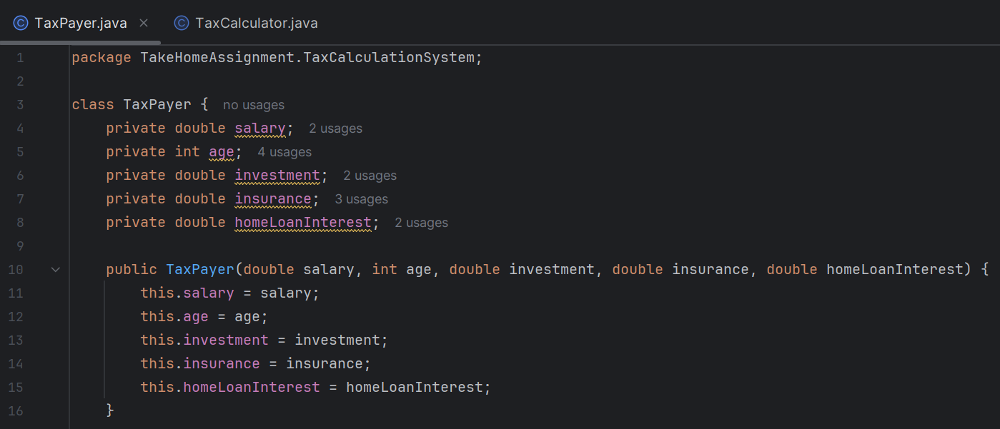 TaxPayer.java TaxCalculator.java
1 package TakeHomeAssignment.TaxCalculationSystem;
2
3 class TaxPayer { no usages
4 private double salary; 2 usages
5 private int age; 4 usages
6 private double investment; 2 usages
7 private double insurance; 3 usages
8 private double homeLoanInterest; 2 usages
9
10 public TaxPayer(double salary, int age, double investment, double insurance, double homeLoanInterest) {
11 this.salary = salary;
12 this.age = age;
13 this.investment = investment;
14 this.insurance = insurance;
15 this.homeLoanInterest = homeLoanInterest;
16 }